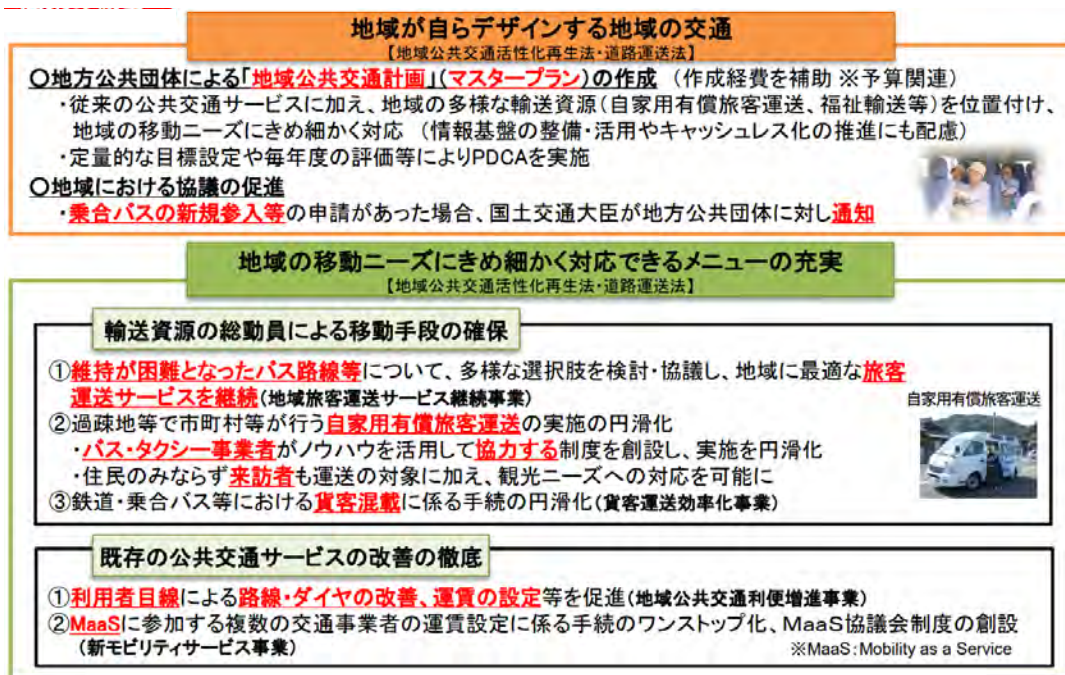 地域が自らデザインする地域の交通
【地域公共交通活性化再生法・道路運送法】
〇地方公共団体による「地域公共交通計画」(マスタープラン)の作成 (作成経費を補助 ※予算関連)
・従来の公共交通サービスに加え、地域の多様な輸送資源(自家用有償旅客運送、福祉輸送等)を位置付け、
地域の移動ニーズにきめ細かく対応 (情報基盤の整備・活用やキャッシュレス化の推進にも配慮)
・定量的な目標設定や毎年度の評価等によりPDCAを実施
〇地域における協議の促進
・乗合バスの新規参入等の申請があった場合、国土交通大臣が地方公共団体に対し通知
地域の移動ニーズにきめ細かく対応できるメニューの充実
【地域公共交通活性化再生法・道路運送法】
輸送資源の総動員による移動手段の確保
①維持が困難となったバス路線等について、多様な選択肢を検討・協議し、地域に最適な旅客
運送サービスを継続(地域旅客運送サービス継続事業)
自家用有償旅客運送
②過疎地等で市町村等が行う自家用有償旅客運送の実施の円滑化
・バス・タクシー事業者がノウハウを活用して協力する制度を創設し、実施を円滑化
・住民のみならず来訪者も運送の対象に加え、観光ニーズへの対応を可能に
③鉄道・乗合バス等における貨客混載に係る手続の円滑化(貨客運送効率化事業)
既存の公共交通サービスの改善の徹底
①利用者目線による路線・ダイヤの改善、運賃の設定等を促進(地域公共交通利便増進事業)
②MaaSに参加する複数の交通事業者の運賃設定に係る手続のワンストップ化、MaaS協議会制度の創設
(新モビリティサービス事業)
※MaaS:Mobility as a Service